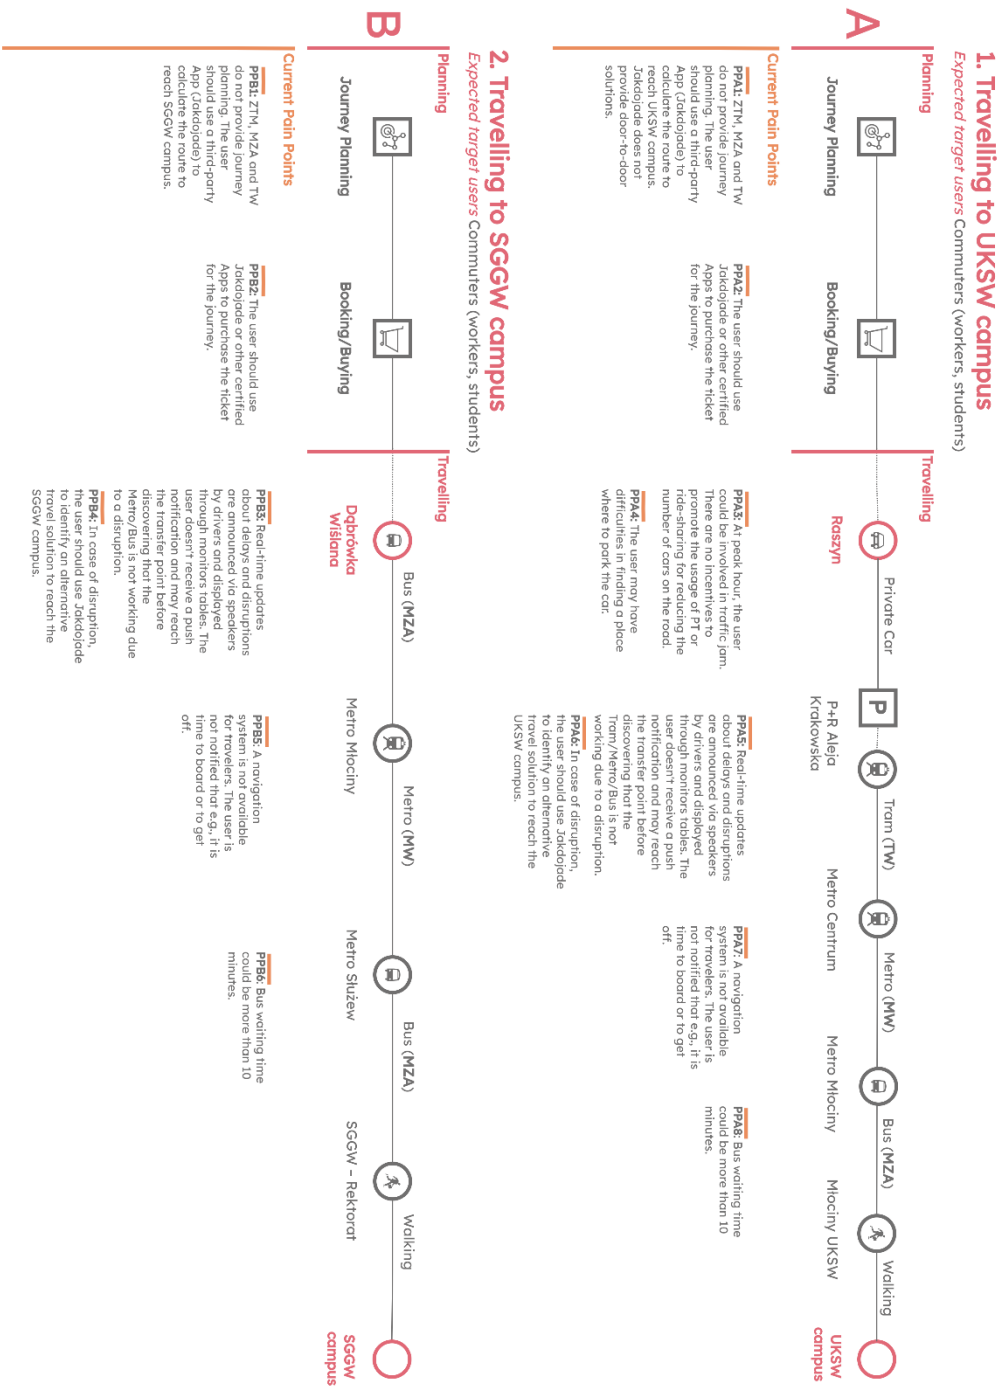 1. Travelling to UKSW campus
Expected target users Commuters (workers, students)
A
Planning
Travelling
Journey Planning
Booking/Buying
Raszyn
Private Car
P
P+R Aleja
Krakowska
Tram (TW)
Metro Centrum
Metro (MW)
Metro Młociny
Bus (MZA)
Młociny UKSW
Walking
UKSW
campus
Current Pain Points
PPA1: ZTM, MZA and TW
do not provide journey
planning. The user
should use a third-party
App (Jakdojade) to
calculate the route to
reach UKSW campus.
Jakdojade does not
provide door-to-door
solutions.
PPA2: The user should use
Jakdojade or other certified
Apps to purchase the ticket
for the journey.
PPA3: At peak hour, the user
could be involved in traffic jam.
There are no incentives to
promote the usage of PT or
ride-sharing for reducing the
number of cars on the road.
PPA4: The user may have
difficulties in finding a place
where to park the car.
PPA5: Real-time updates
about delays and disruptions
are announced via speakers
by drivers and displayed
through monitors tables. The
user doesn't receive a push
notification and may reach
the transfer point before
discovering that the
Tram/Metro/Bus is not
working due to a disruption.
PPA6: In case of disruption,
the user should use Jakdojade
to identify an alternative
travel solution to reach the
UKSW campus.
PPA7: A navigation
system is not available
for travelers. The user is
not notified that e.g., it is
time to board or to get
off.
PPA8: Bus waiting time
could be more than 10
minutes.
2. Travelling to SGGW campus
Expected target users Commuters (workers, students)
B
Planning
Travelling
Journey Planning
Booking/Buying
Dąbrówka
Wiślana
Bus (MZA)
Metro Młociny
Metro (MW)
Metro Służew
Bus (MZA)
SGGW – Rektorat
Walking
SGGW
campus
Current Pain Points
PPB1: ZTM, MZA and TW
do not provide journey
planning. The user
should use a third-party
App (Jakdojade) to
calculate the route to
reach SGGW campus.
PPB2: The user should use
Jakdojade or other certified
Apps to purchase the ticket
for the journey.
PPB3: Real-time updates
about delays and disruptions
are announced via speakers
by drivers and displayed
through monitors tables. The
user doesn't receive a push
notification and may reach
the transfer point before
discovering that the
Metro/Bus is not working due
to a disruption.
PPB4: In case of disruption,
the user should use Jakdojade
to identify an alternative
travel solution to reach the
SGGW campus.
PPB5: A navigation
system is not available
for travelers. The user is
not notified that e.g., it is
time to board or to get
off.
PPB6: Bus waiting time
could be more than 10
minutes.